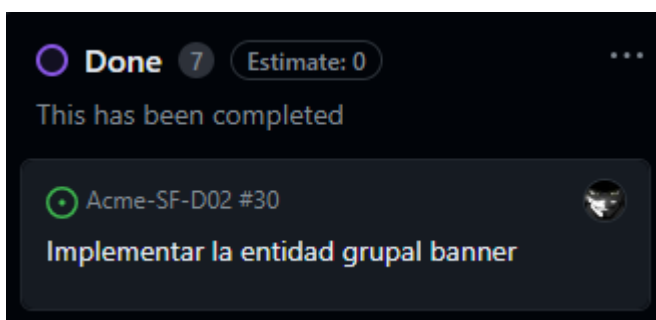 Done 7 Estimate: 0
This has been completed
Acme-SF-D02 #30
Implementar la entidad grupal banner